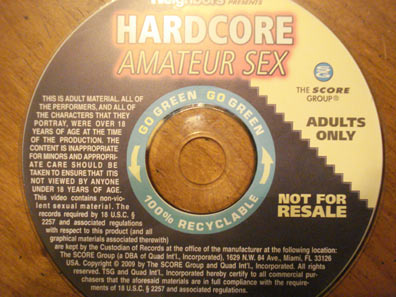 Neighbors PRESENTS
HARDCORE
AMATEUR SEX
THE SCORE
GROUP®
ADULTS
ONLY
NOT FOR
RESALE
GO GREEN GO GREEN
100% RECYCLABLE
THIS IS ADULT MATERIAL. ALL OF
THE PERFORMERS, AND ALL OF
THE CHARACTERS THAT THEY
PORTRAY, WERE OVER 18
YEARS OF AGE AT THE TIME
OF THE PRODUCTION. THE
CONTENT IS INAPPROPRIATE
FOR MINORS AND APPROPRI-
ATE CARE SHOULD BE
TAKEN TO ENSURE THAT IT IS
NOT VIEWED BY ANYONE
UNDER 18 YEARS OF AGE.
This video contains non-vio-
lent sexual material. The
records required by 18 U.S.C. §
2257 and associated regulations
with respect to this product (and all
graphical materials associated therewith)
are kept by the Custodian of Records at the office of the manufacturer at the following location:
The SCORE Group (a DBA of Quad Int'l., Incorporated), 1629 N.W. 84 Ave., Miami, FL 33126
USA. Copyright © 2009 by The SCORE Group and Quad Int'l., Incorporated. All rights
reserved. TSG and Quad Int'l., Incorporated hereby certify to all commercial pur-
chasers that the aforesaid materials are in full compliance with the require-
ments of 18 U.S.C. § 2257 and associated regulations.